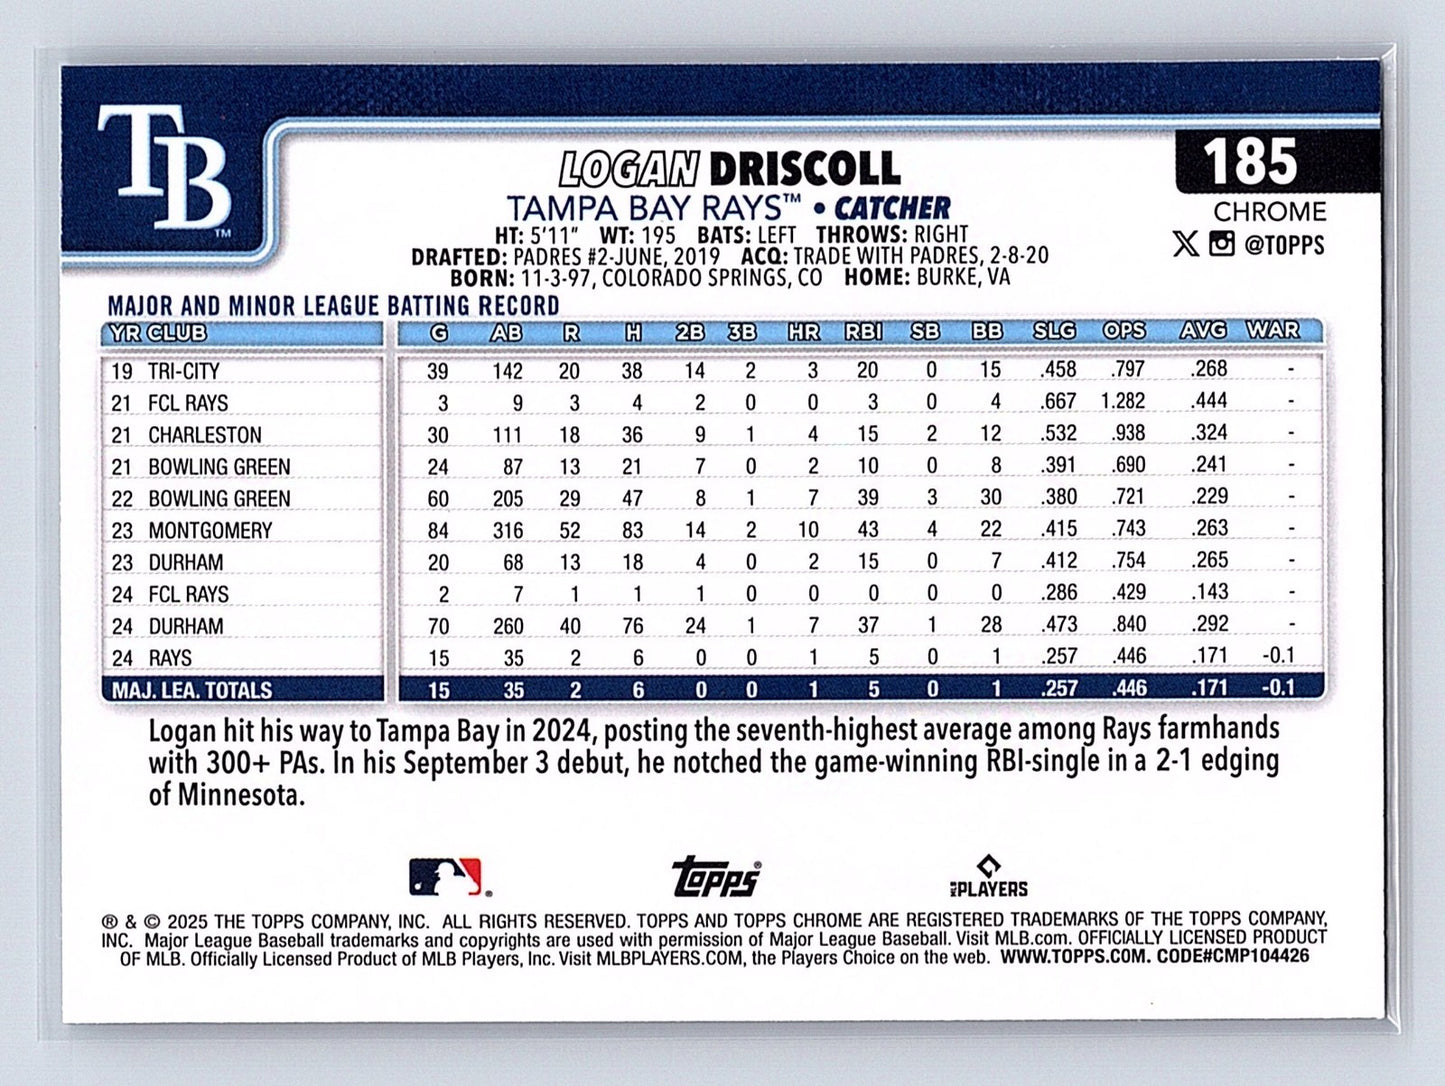 TB™
185
LOGAN DRISCOLL
TAMPA BAY RAYS™ • CATCHER
CHROME
HT: 5'11" WT: 195 BATS: LEFT THROWS: RIGHT
@TOPPS
DRAFTED: PADRES #2-JUNE, 2019 ACQ: TRADE WITH PADRES, 2-8-20
BORN: 11-3-97, COLORADO SPRINGS, CO HOME: BURKE, VA
MAJOR AND MINOR LEAGUE BATTING RECORD
YR CLUB G AB R H 2B 3B HR RBI SB BB SLG OPS AVG WAR
19 TRI-CITY 39 142 20 38 14 2 3 20 0 15 .458 .797 .268 -
21 FCL RAYS 3 9 3 4 2 0 0 3 0 4 .667 1.282 .444 -
21 CHARLESTON 30 111 18 36 9 1 4 15 2 12 .532 .938 .324 -
21 BOWLING GREEN 24 87 13 21 7 0 2 10 0 8 .391 .690 .241 -
22 BOWLING GREEN 60 205 29 47 8 1 7 39 3 30 .380 .721 .229 -
23 MONTGOMERY 84 316 52 83 14 2 10 43 4 22 .415 .743 .263 -
23 DURHAM 20 68 13 18 4 0 2 15 0 7 .412 .754 .265 -
24 FCL RAYS 2 7 1 1 1 0 0 0 0 0 .286 .429 .143 -
24 DURHAM 70 260 40 76 24 1 7 37 1 28 .473 .840 .292 -
24 RAYS 15 35 2 6 0 0 1 5 0 1 .257 .446 .171 -0.1
MAJ. LEA. TOTALS 15 35 2 6 0 0 1 5 0 1 .257 .446 .171 -0.1
Logan hit his way to Tampa Bay in 2024, posting the seventh-highest average among Rays farmhands
with 300+ PAs. In his September 3 debut, he notched the game-winning RBI-single in a 2-1 edging
of Minnesota.
® Topps® MLB PLAYERS
® & © 2025 THE TOPPS COMPANY, INC. ALL RIGHTS RESERVED. TOPPS AND TOPPS CHROME ARE REGISTERED TRADEMARKS OF THE TOPPS COMPANY,
INC. Major League Baseball trademarks and copyrights are used with permission of Major League Baseball. Visit MLB.com. OFFICIALLY LICENSED PRODUCT
OF MLB. Officially Licensed Product of MLB Players, Inc. Visit MLBPLAYERS.COM, the Players Choice on the web. WWW.TOPPS.COM. CODE#CMP104426